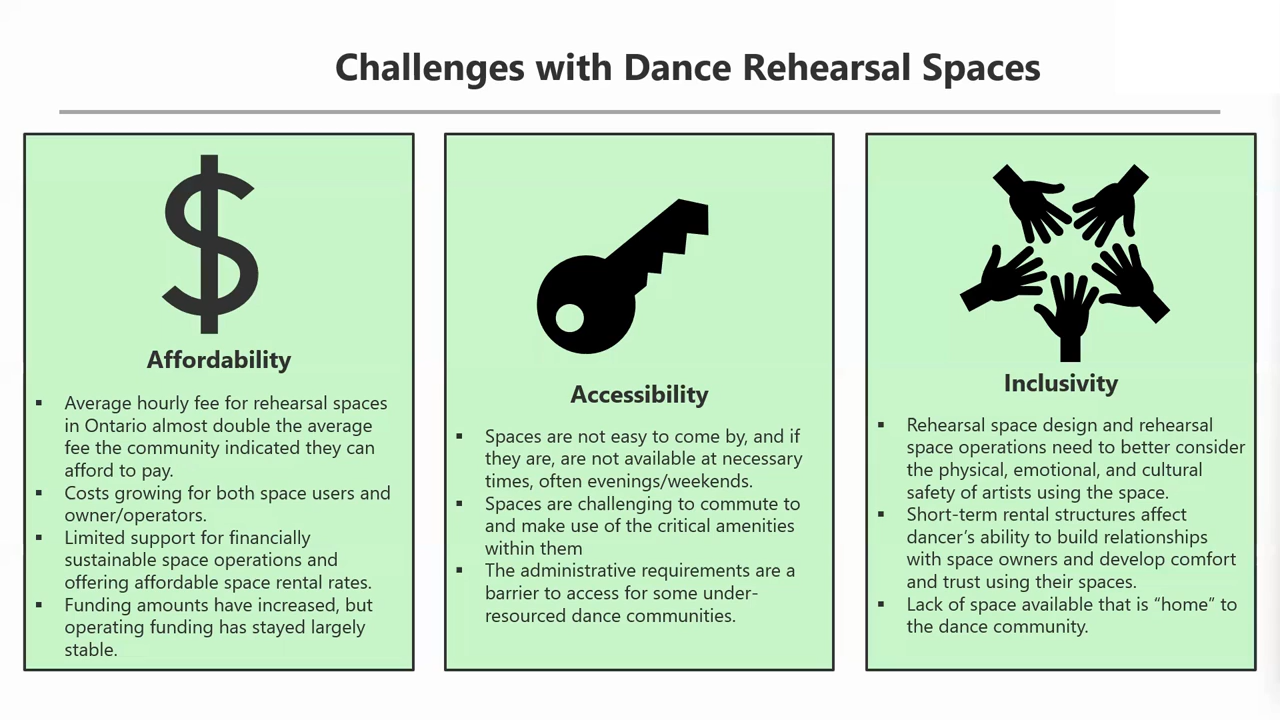 Challenges with Dance Rehearsal Spaces
Affordability
▪ Average hourly fee for rehearsal spaces
in Ontario almost double the average
fee the community indicated they can
afford to pay.
▪ Costs growing for both space users and
owner/operators.
▪ Limited support for financially
sustainable space operations and
offering affordable space rental rates.
▪ Funding amounts have increased, but
operating funding has stayed largely
stable.
Accessibility
▪ Spaces are not easy to come by, and if
they are, are not available at necessary
times, often evenings/weekends.
▪ Spaces are challenging to commute to
and make use of the critical amenities
within them
▪ The administrative requirements are a
barrier to access for some under-
resourced dance communities.
Inclusivity
▪ Rehearsal space design and rehearsal
space operations need to better consider
the physical, emotional, and cultural
safety of artists using the space.
▪ Short-term rental structures affect
dancer’s ability to build relationships
with space owners and develop comfort
and trust using their spaces.
▪ Lack of space available that is “home” to
the dance community.